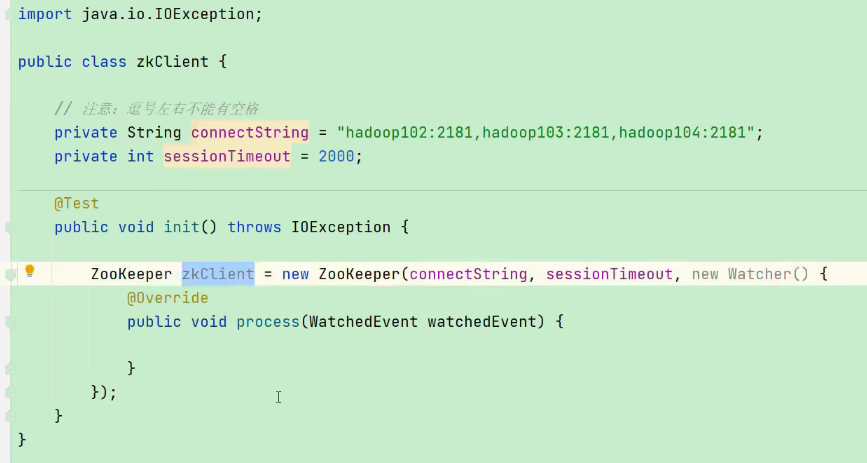 import java.io.IOException;
public class zkClient {
// 注意：逗号左右不能有空格
private String connectString = "hadoop102:2181,hadoop103:2181,hadoop104:2181";
private int sessionTimeout = 2000;
@Test
public void init() throws IOException {
ZooKeeper zkClient = new ZooKeeper(connectString, sessionTimeout, new Watcher() {
@Override
public void process(WatchedEvent watchedEvent) {
}
});
}
}